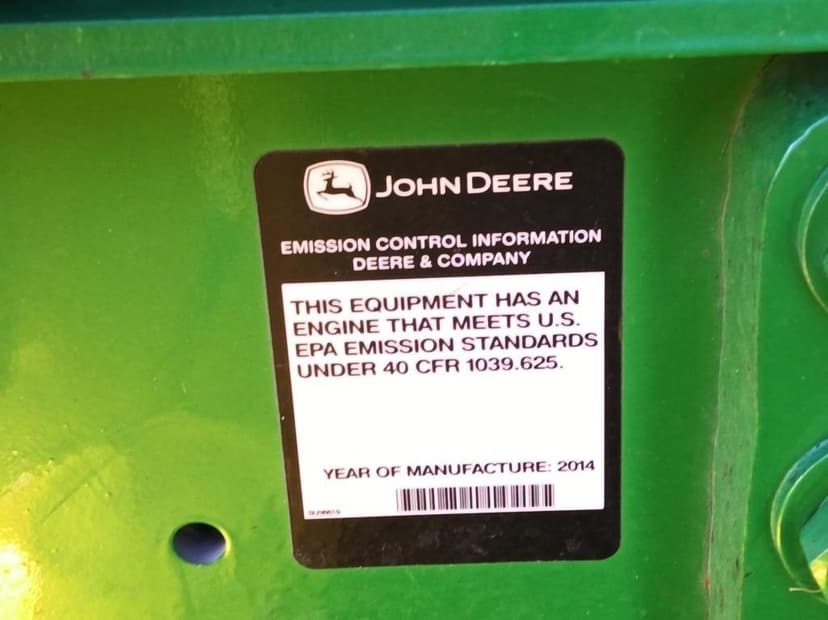 JOHN DEERE
EMISSION CONTROL INFORMATION
DEERE & COMPANY
THIS EQUIPMENT HAS AN
ENGINE THAT MEETS U.S.
EPA EMISSION STANDARDS
UNDER 40 CFR 1039.625.
YEAR OF MANUFACTURE: 2014